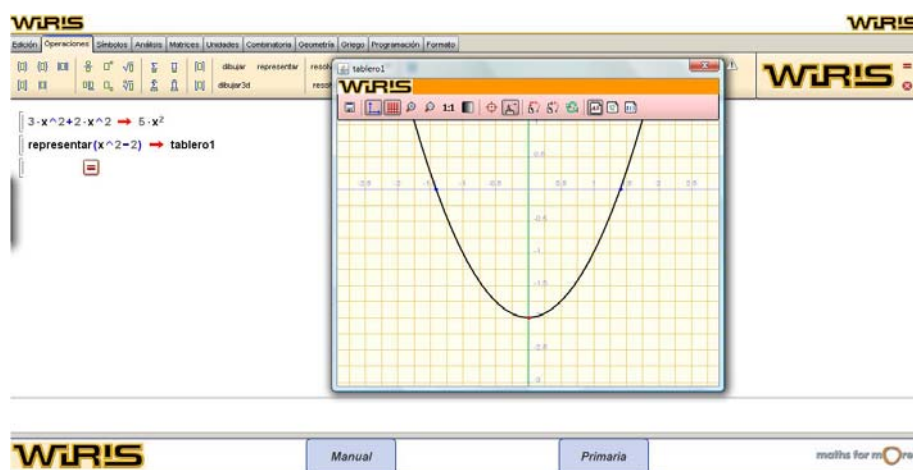 WIRIS
WIRIS
Edición Operaciones Símbolos Análisis Matrices Unidades Combinatoria Geometría Griego Programación Formato
dibujar representar
dibujar3d
tablero1
WIRIS
WIRIS
1:1
3·x^2+2·x^2 → 5·x²
representar(x^2-2) → tablero1
=
WIRIS
Manual
Primaria
maths for more